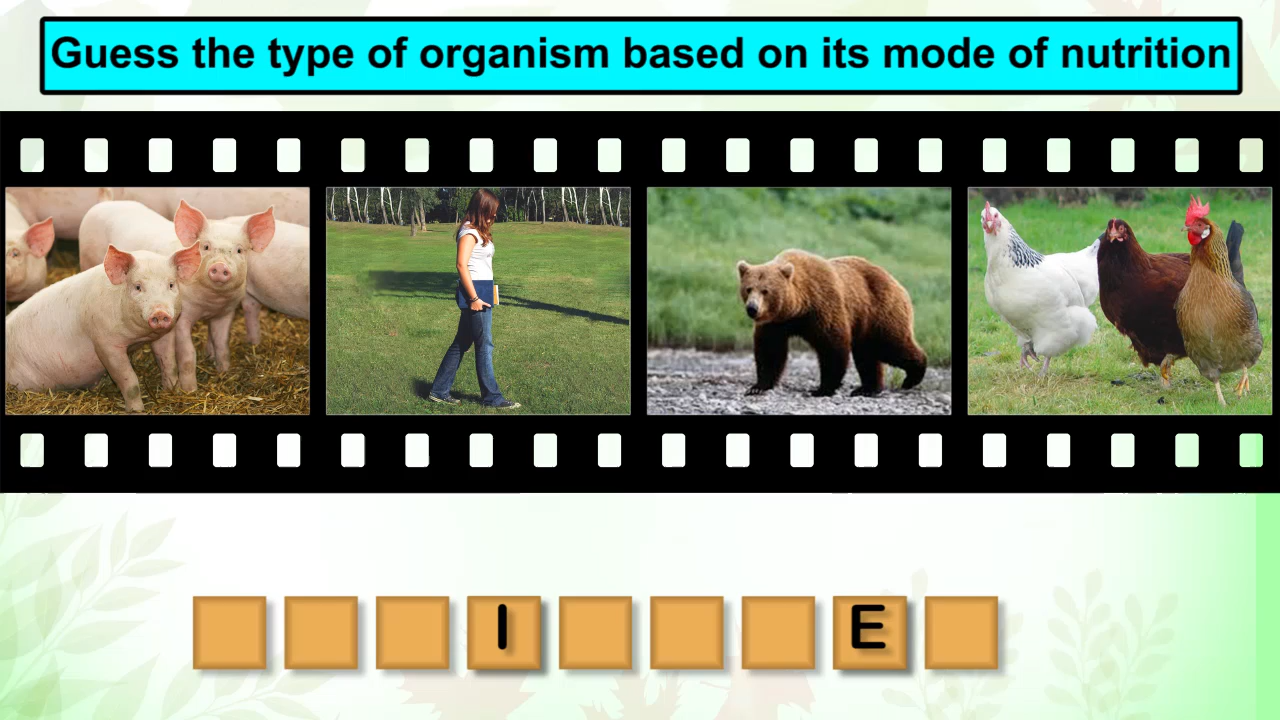 Guess the type of organism based on its mode of nutrition
I E